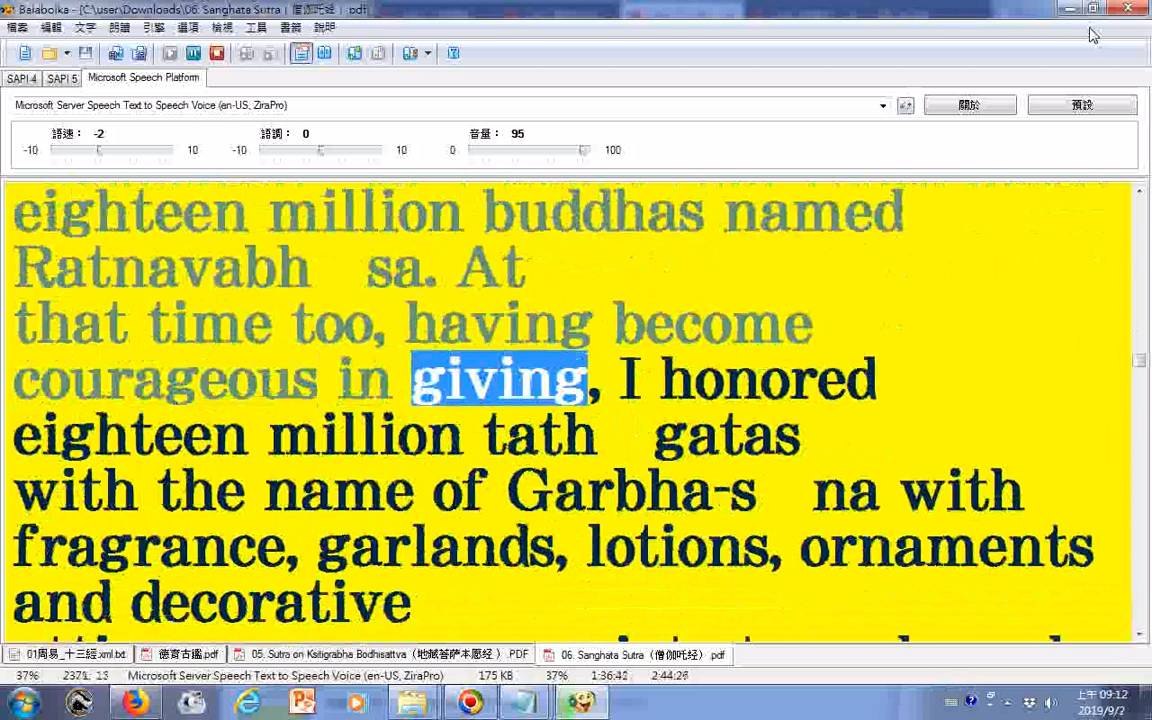 Balabolka - [C:\user\Downloads\06. Sanghata Sutra (僧伽吒经).pdf]
檔案 編輯 文字 朗讀 引擎 選項 檢視 工具 書籤 說明
SAPI 4 SAPI 5 Microsoft Speech Platform
Microsoft Server Speech Text to Speech Voice (en-US, ZiraPro) 關於 預設
語速： -2 語調： 0 音量： 95
-10 10 -10 10 0 100
eighteen million buddhas named
Ratnavabh sa. At
that time too, having become
courageous in giving, I honored
eighteen million tath gatas
with the name of Garbha-s na with
fragrance, garlands, lotions, ornaments
and decorative
01周易_十三經.xml.txt 德育古鑑.pdf 05. Sutra on Ksitigrabha Bodhisattva（地藏菩萨本愿经）.PDF 06. Sanghata Sutra（僧伽吒经）.pdf
37% 2371: 13 Microsoft Server Speech Text to Speech Voice (en-US, ZiraPro) 175 KB 37% 1:36:42 2:44:28
上午 09:12
2019/9/2